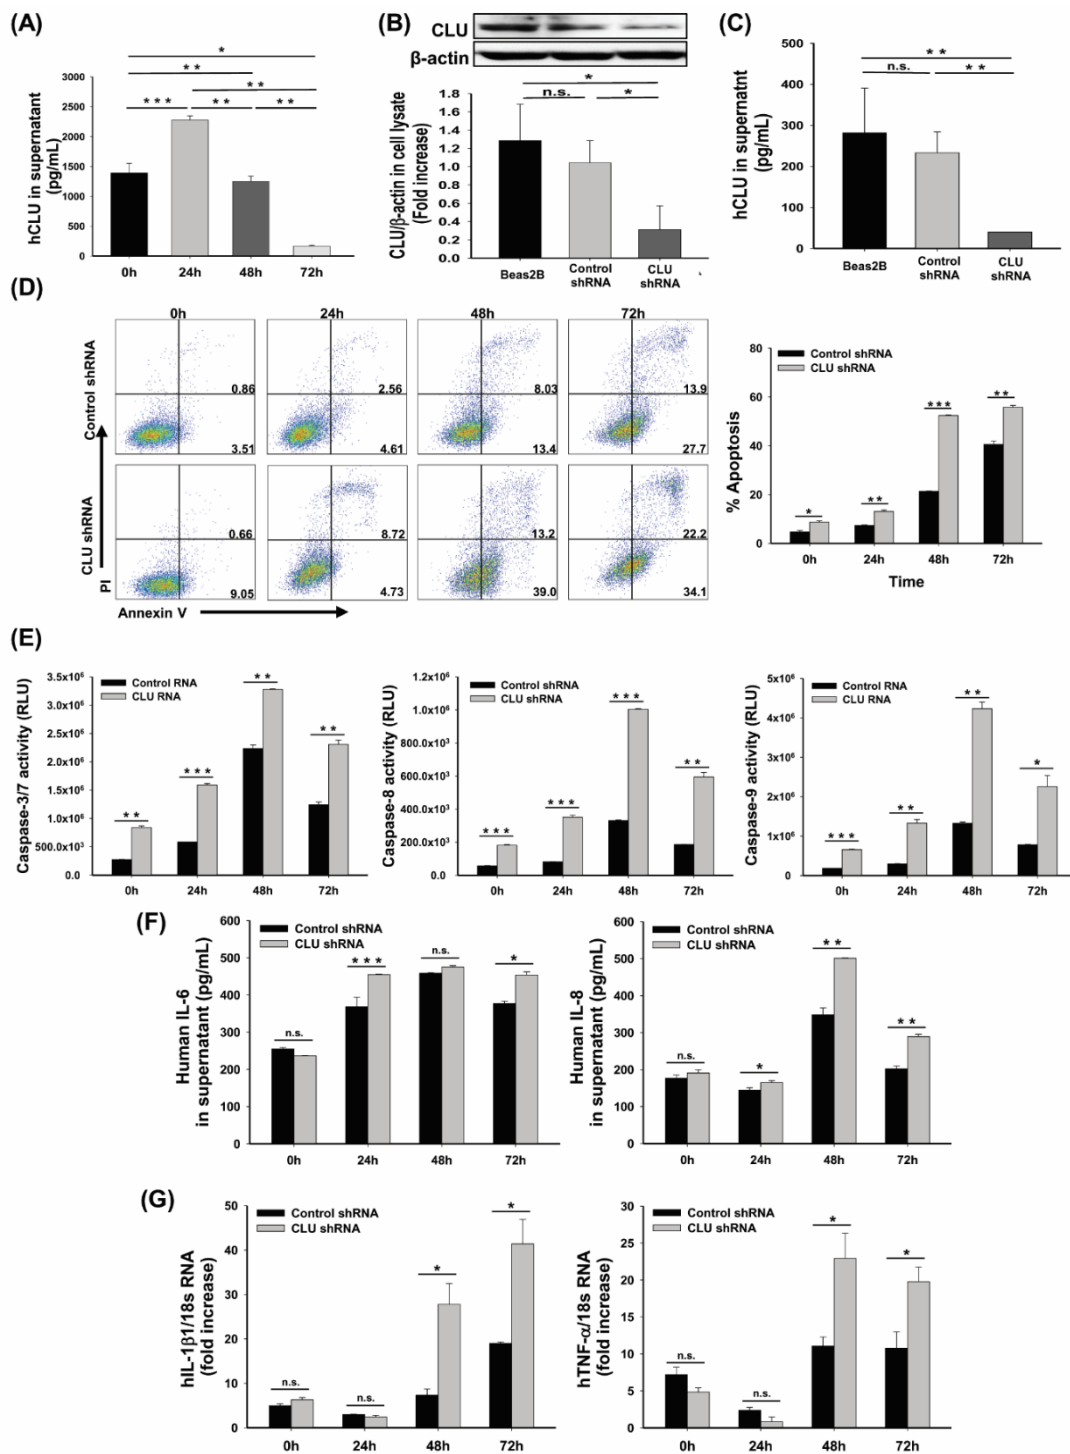 (A)
* 
* *
* *
* * * * * * *
hCLU in supernatant
(pg/mL)
3000
2500
2000
1500
1000
500
0
0h 24h 48h 72h
(B)
CLU
β-actin
*
n.s. *
CLU/β-actin in cell lysate
(Fold increase)
1.8
1.6
1.4
1.2
1.0
0.8
0.6
0.4
0.2
0.0
Beas2B Control shRNA CLU shRNA
(C)
* *
n.s. * *
hCLU in supernatnt
(pg/mL)
500
400
300
200
100
0
Beas2B Control shRNA CLU shRNA
(D)
0h 24h 48h 72h
Control shRNA
0.86 2.56 8.03 13.9
3.51 4.61 13.4 27.7
CLU shRNA
0.66 8.72 13.2 22.2
9.05 4.73 39.0 34.1
PI
Annexin V
Control shRNA
CLU shRNA
% Apoptosis
80
60
40
20
0
* ** *** **
0h 24h 48h 72h
Time
(E)
Control RNA
CLU RNA
Caspase-3/7 activity (RLU)
3.5x10⁶
3.0x10⁶
2.5x10⁶
2.0x10⁶
1.5x10⁶
1.0x10⁶
500.0x10³
0.0
* * * * * * * * *
0h 24h 48h 72h
Control shRNA
CLU shRNA
Caspase-8 activity (RLU)
1.2x10⁶
1.0x10⁶
800.0x10³
600.0x10³
400.0x10³
200.0x10³
0.0
* * * * * * * * * * *
0h 24h 48h 72h
Control RNA
CLU RNA
Caspase-9 activity (RLU)
5x10⁶
4x10⁶
3x10⁶
2x10⁶
1x10⁶
0
* * * * * * * *
0h 24h 48h 72h
(F)
Control shRNA
CLU shRNA
Human IL-6
in supernatant (pg/mL)
600
500
400
300
200
100
0
n.s. * * * n.s. *
0h 24h 48h 72h
Control shRNA
CLU shRNA
Human IL-8
in supernatant (pg/mL)
600
500
400
300
200
100
0
n.s. * * * * *
0h 24h 48h 72h
(G)
Control shRNA
CLU shRNA
hIL-1β1/18s RNA
(fold increase)
50
40
30
20
10
0
n.s. n.s. * *
0h 24h 48h 72h
Control shRNA
CLU shRNA
hTNF-α/18s RNA
(fold increase)
30
25
20
15
10
5
0
n.s. n.s. * *
0h 24h 48h 72h